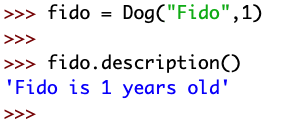 >>> fido = Dog("Fido",1)
>>>
>>> fido.description()
'Fido is 1 years old'
>>>